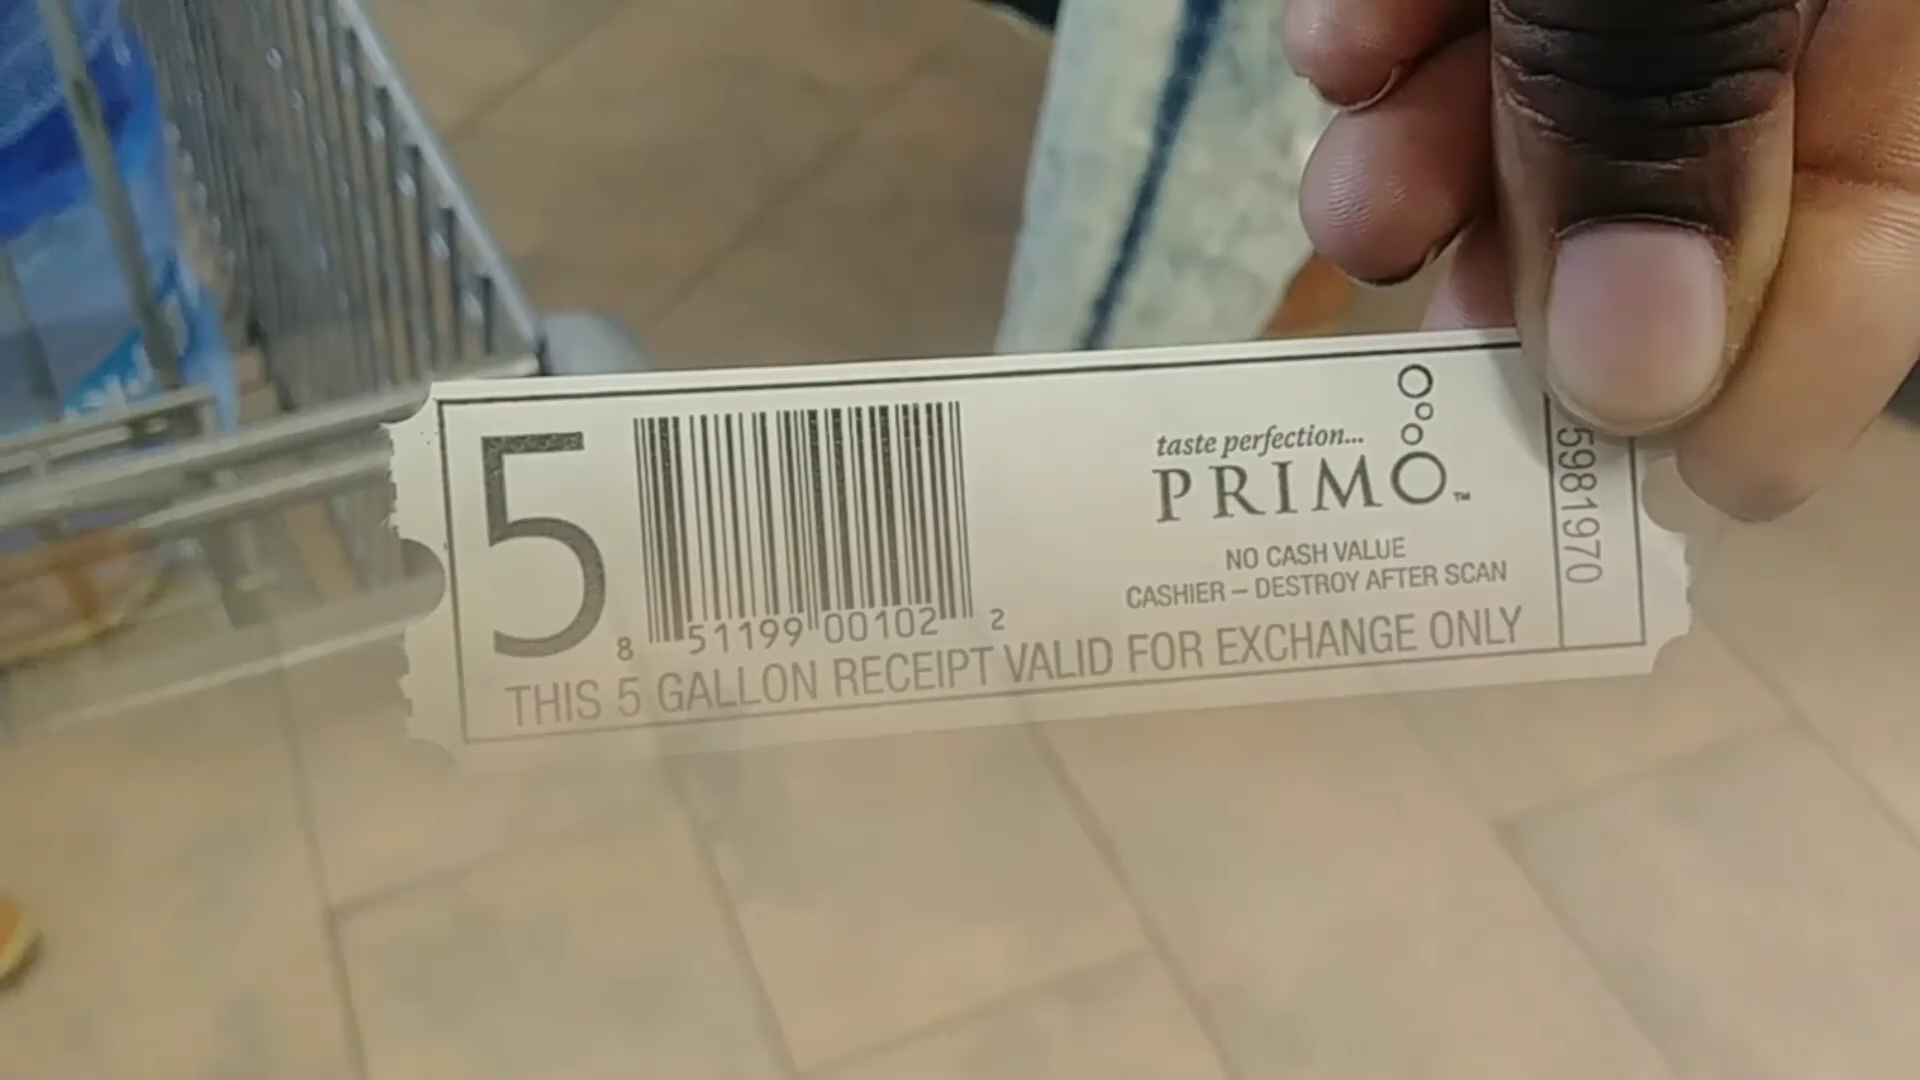 5
8 51199 00102 2
taste perfection...
PRIMO™
NO CASH VALUE
CASHIER – DESTROY AFTER SCAN
THIS 5 GALLON RECEIPT VALID FOR EXCHANGE ONLY
5981970